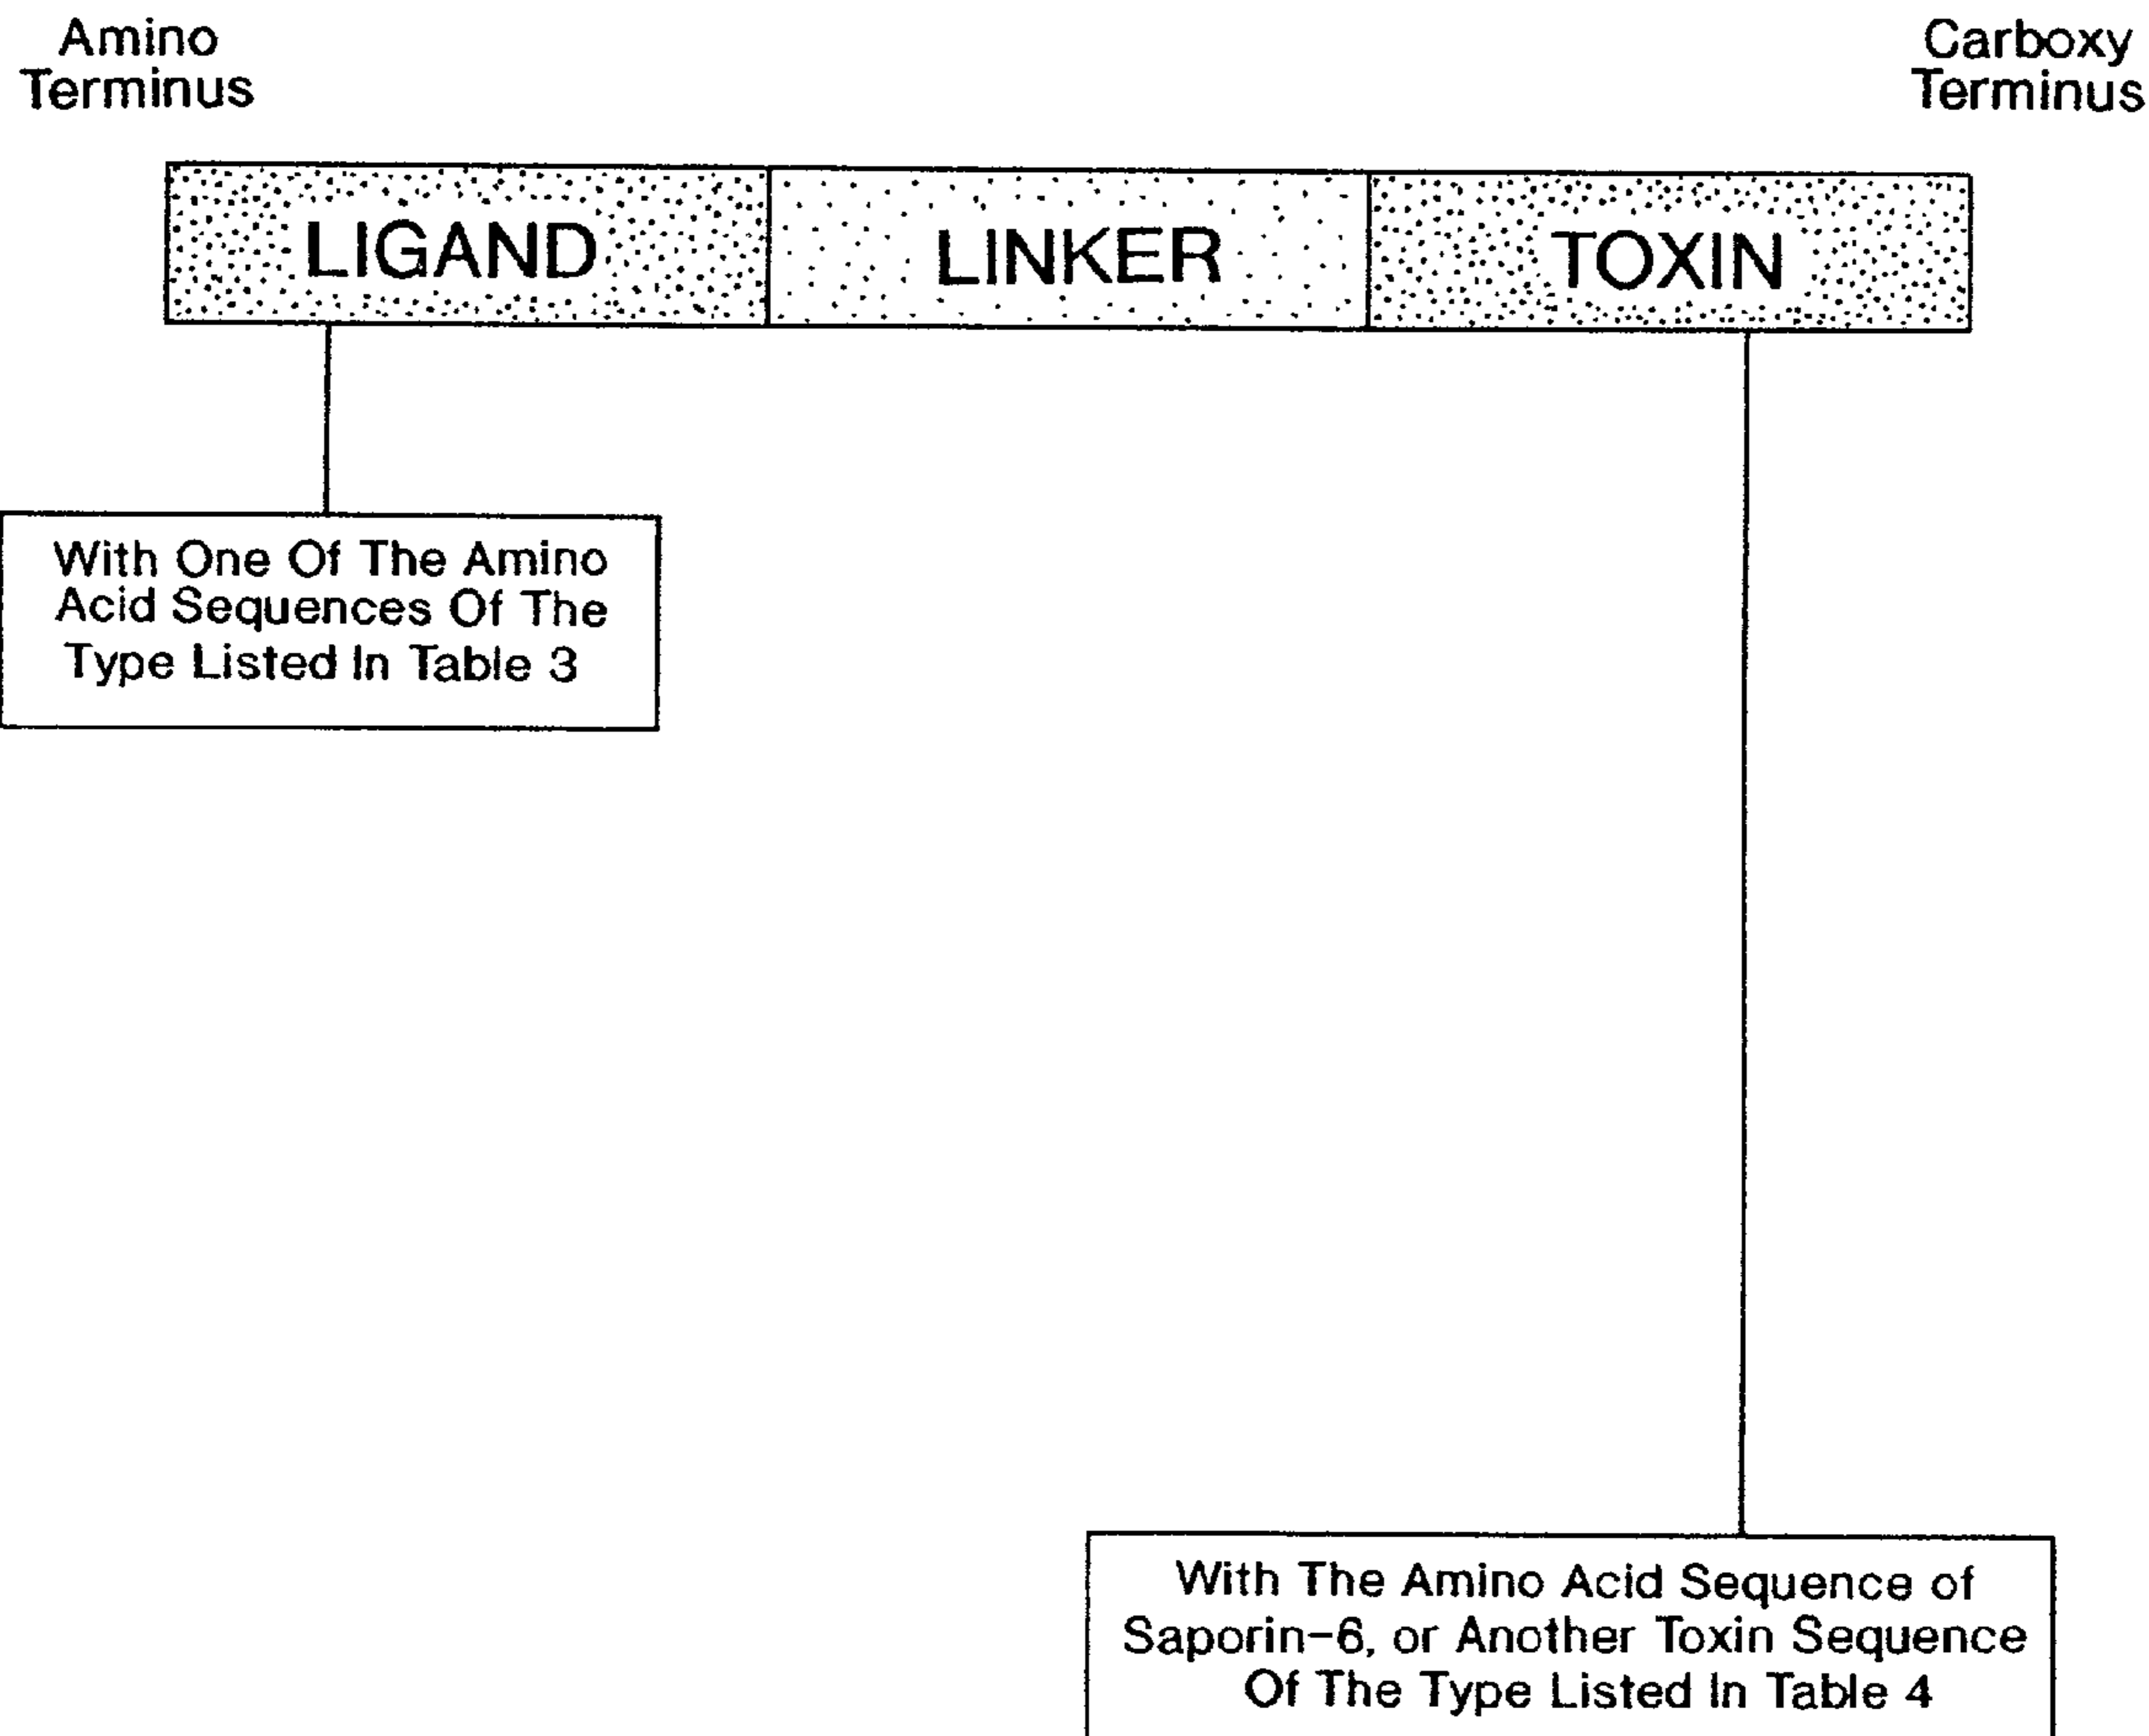 Amino
Terminus
Carboxy
Terminus
LIGAND
LINKER
TOXIN
With One Of The Amino
Acid Sequences Of The
Type Listed In Table 3
With The Amino Acid Sequence of
Saporin-6, or Another Toxin Sequence
Of The Type Listed In Table 4